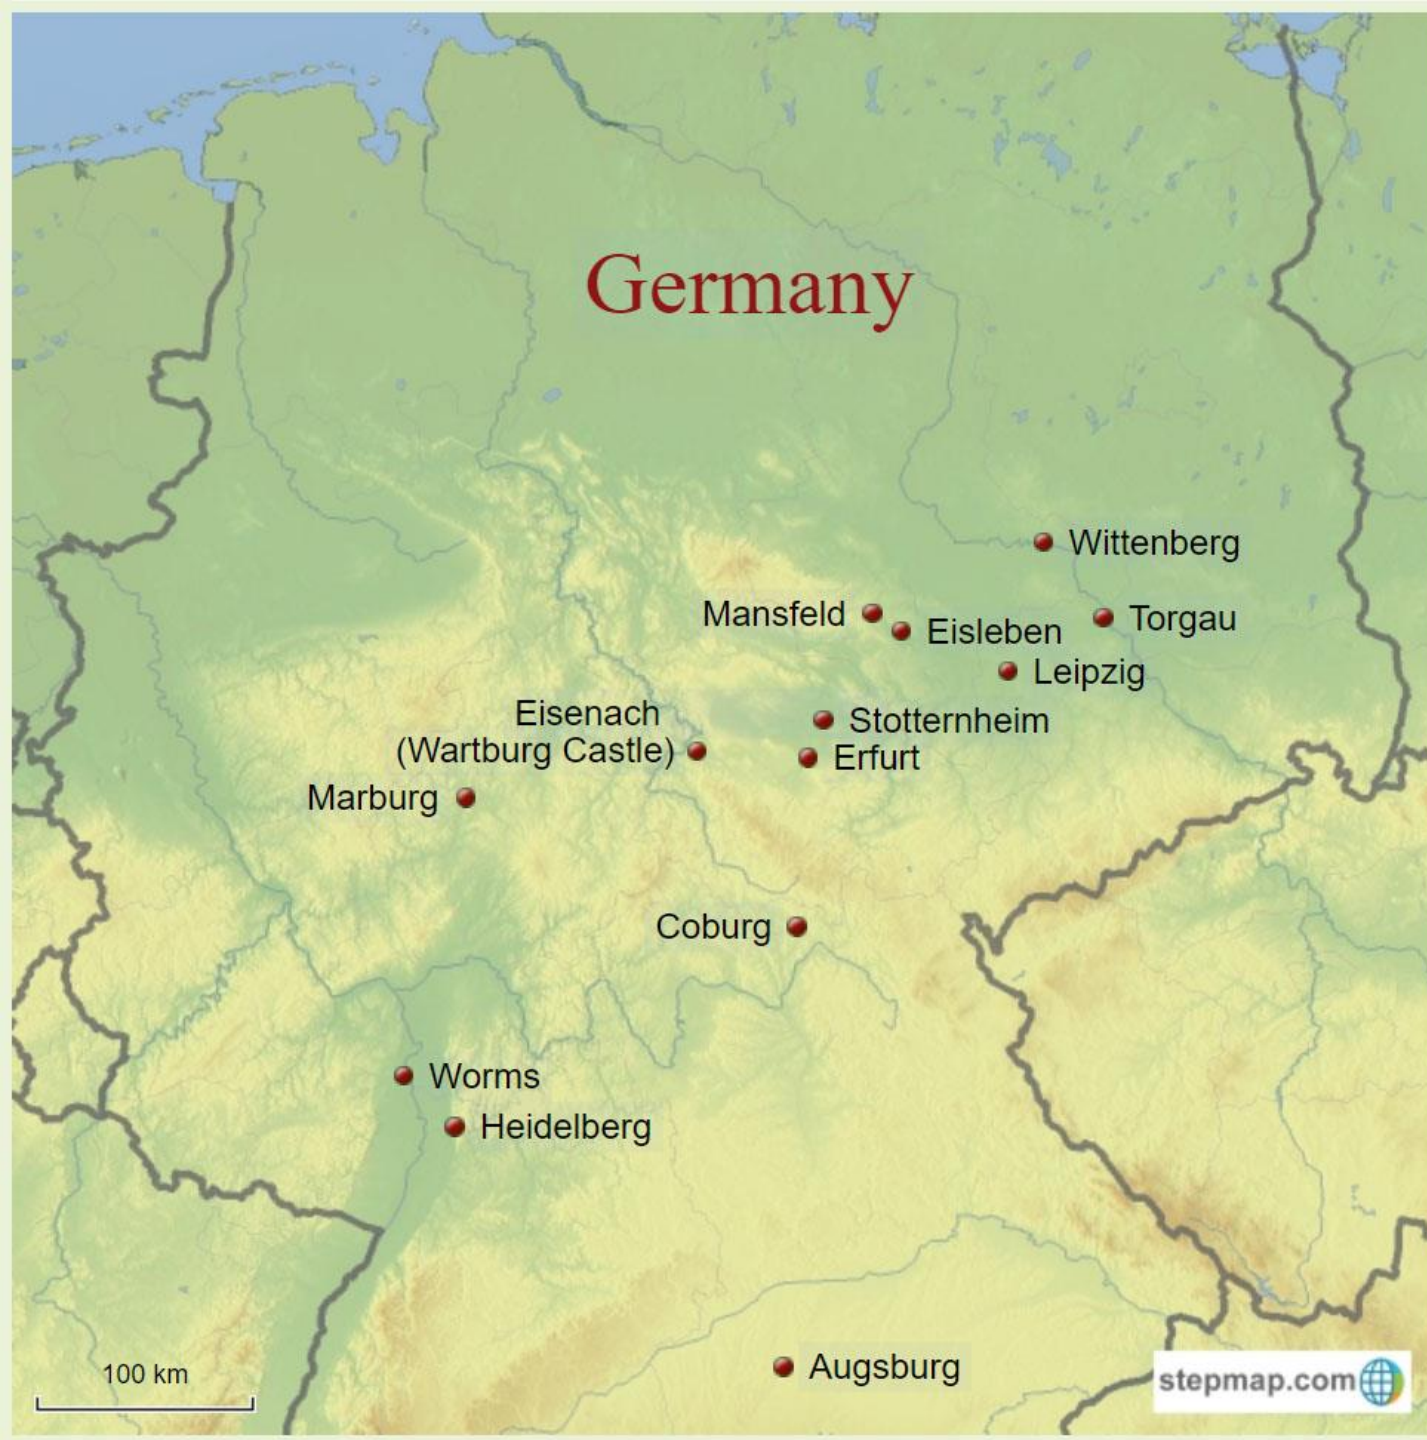 Germany
Wittenberg
Mansfeld
Eisleben
Torgau
Leipzig
Eisenach
(Wartburg Castle)
Stotternheim
Erfurt
Marburg
Coburg
Worms
Heidelberg
Augsburg
100 km
stepmap.com